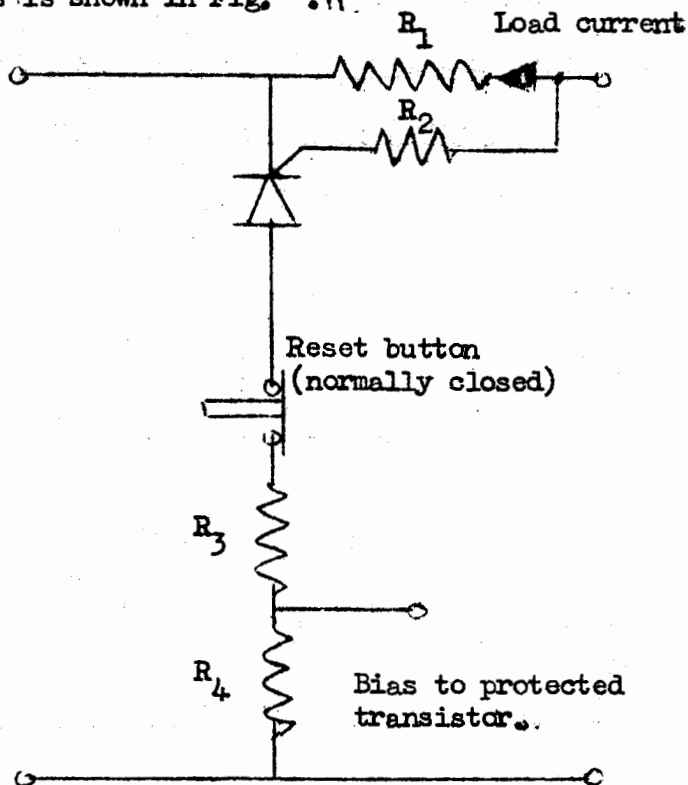 is shown in Fig.
R1
Load current
R2
Reset button
(normally closed)
R3
R4
Bias to protected
transistor.